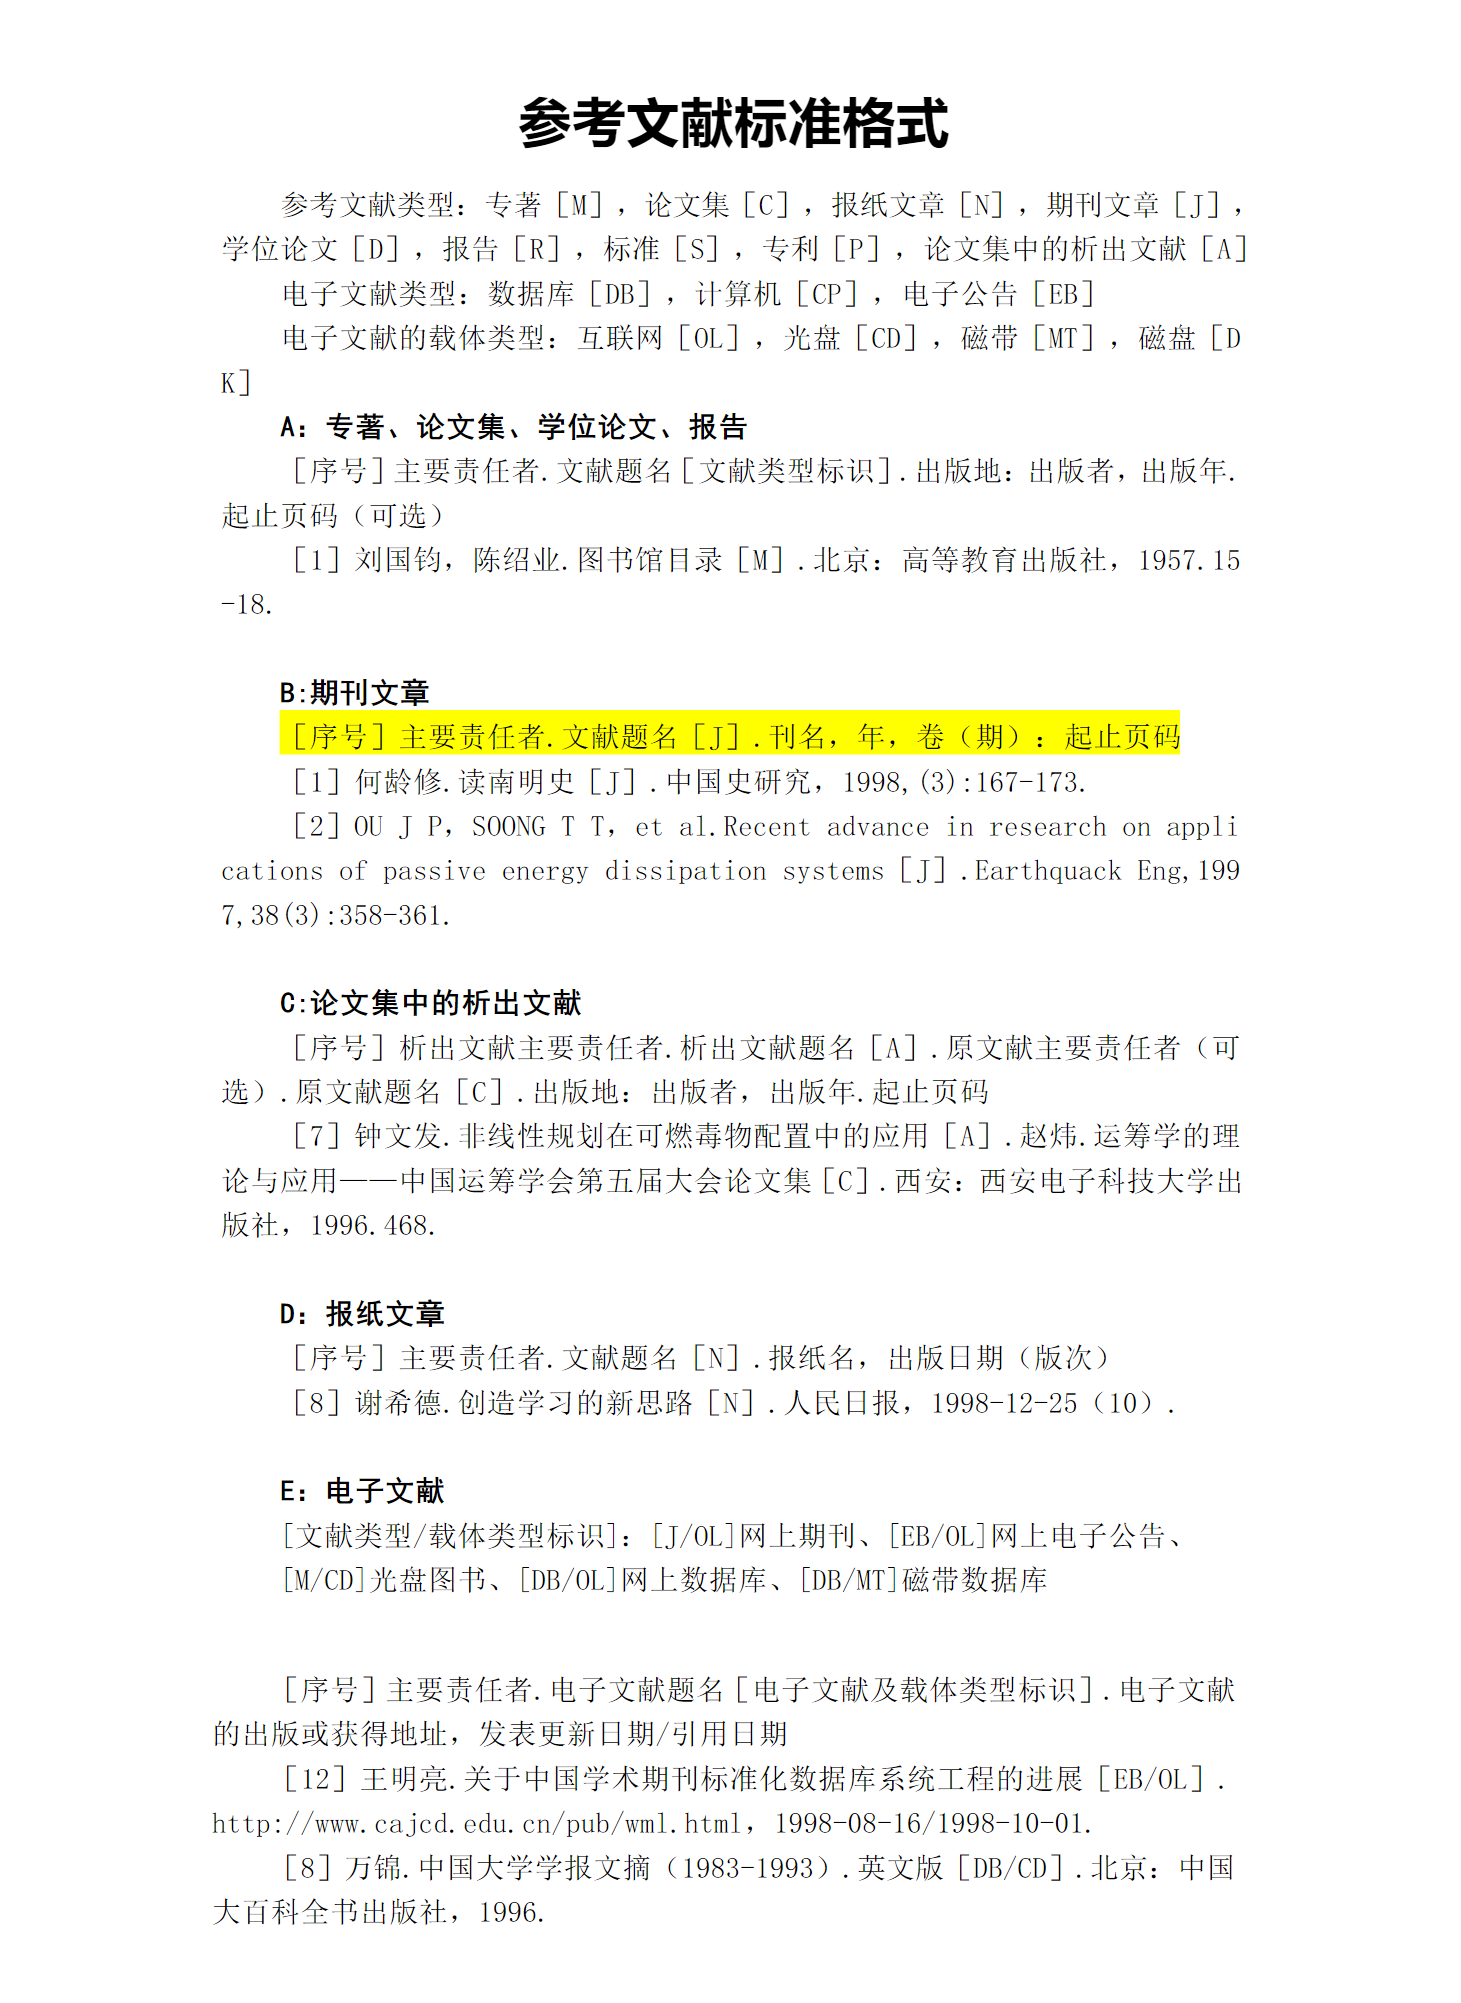 参考文献标准格式
参考文献类型：专著［M］，论文集［C］，报纸文章［N］，期刊文章［J］，
学位论文［D］，报告［R］，标准［S］，专利［P］，论文集中的析出文献［A］
电子文献类型：数据库［DB］，计算机［CP］，电子公告［EB］
电子文献的载体类型：互联网［OL］，光盘［CD］，磁带［MT］，磁盘［D
K］
A：专著、论文集、学位论文、报告
［序号］主要责任者.文献题名［文献类型标识］.出版地：出版者，出版年.
起止页码（可选）
［1］刘国钧，陈绍业.图书馆目录［M］.北京：高等教育出版社，1957.15
-18.
B:期刊文章
［序号］主要责任者.文献题名［J］.刊名，年，卷（期）：起止页码
［1］何龄修.读南明史［J］.中国史研究，1998,(3):167-173.
［2］OU J P，SOONG T T，et al.Recent advance in research on appli
cations of passive energy dissipation systems［J］.Earthquack Eng,199
7,38(3):358-361.
C:论文集中的析出文献
［序号］析出文献主要责任者.析出文献题名［A］.原文献主要责任者（可
选）.原文献题名［C］.出版地：出版者，出版年.起止页码
［7］钟文发.非线性规划在可燃毒物配置中的应用［A］.赵炜.运筹学的理
论与应用——中国运筹学会第五届大会论文集［C］.西安：西安电子科技大学出
版社，1996.468.
D：报纸文章
［序号］主要责任者.文献题名［N］.报纸名，出版日期（版次）
［8］谢希德.创造学习的新思路［N］.人民日报，1998-12-25（10）.
E：电子文献
[文献类型/载体类型标识]：[J/OL]网上期刊、[EB/OL]网上电子公告、
[M/CD]光盘图书、[DB/OL]网上数据库、[DB/MT]磁带数据库
［序号］主要责任者.电子文献题名［电子文献及载体类型标识］.电子文献
的出版或获得地址，发表更新日期/引用日期
［12］王明亮.关于中国学术期刊标准化数据库系统工程的进展［EB/OL］.
http://www.cajcd.edu.cn/pub/wml.html，1998-08-16/1998-10-01.
［8］万锦.中国大学学报文摘（1983-1993）.英文版［DB/CD］.北京：中国
大百科全书出版社，1996.